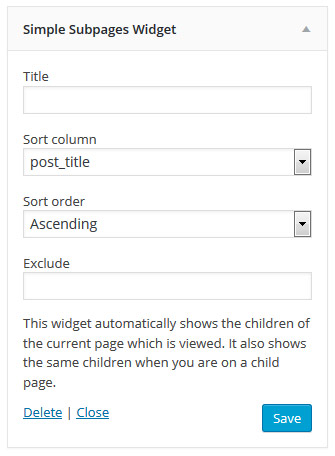 Simple Subpages Widget
Title
Sort column
post_title
Sort order
Ascending
Exclude
This widget automatically shows the children of
the current page which is viewed. It also shows
the same children when you are on a child
page.
Delete | Close
Save